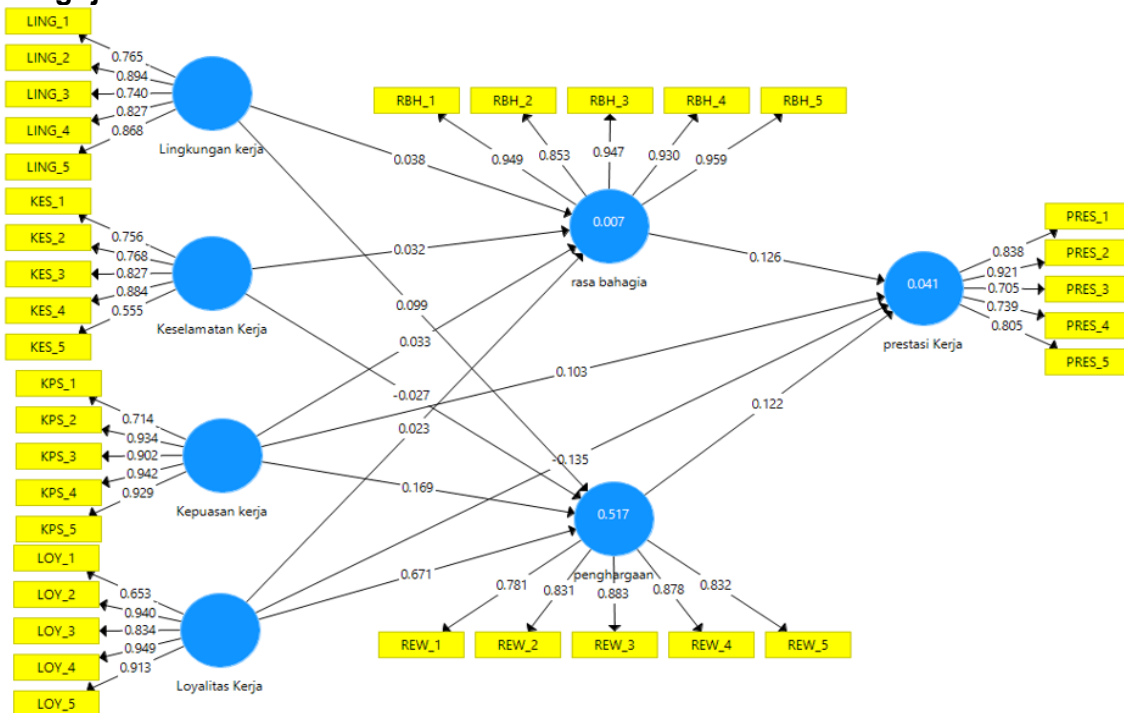 LING_1
LING_2
LING_3
LING_4
LING_5
0.765
0.894
0.740
0.827
0.868
Lingkungan kerja
KES_1
KES_2
KES_3
KES_4
KES_5
0.756
0.768
0.827
0.884
0.555
Keselamatan Kerja
KPS_1
KPS_2
KPS_3
KPS_4
KPS_5
0.714
0.934
0.902
0.942
0.929
Kepuasan kerja
LOY_1
LOY_2
LOY_3
LOY_4
LOY_5
0.653
0.940
0.834
0.949
0.913
Loyalitas Kerja
0.038
0.032
0.099
0.033
-0.027
0.023
0.103
-0.135
0.169
0.671
RBH_1
RBH_2
RBH_3
RBH_4
RBH_5
0.949
0.853
0.947
0.930
0.959
0.007
rasa bahagia
0.126
0.122
0.517
penghargaan
0.781
0.831
0.883
0.878
0.832
REW_1
REW_2
REW_3
REW_4
REW_5
0.041
prestasi Kerja
0.838
0.921
0.705
0.739
0.805
PRES_1
PRES_2
PRES_3
PRES_4
PRES_5